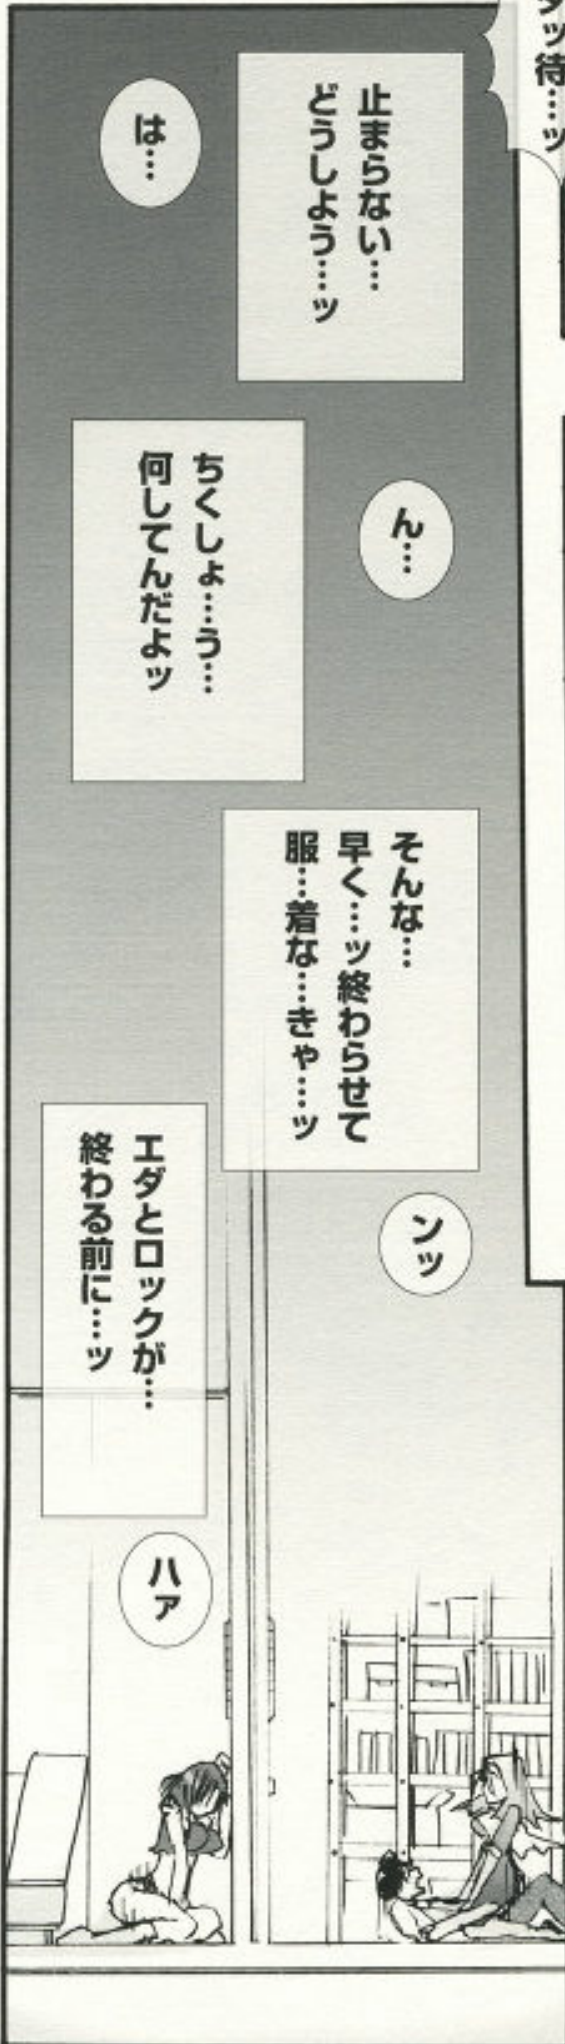 ダッ待…ッ
止まらない…
どうしよう…ッ
は…
ん…
ちくしょ…う…
何してんだよッ
そんな…
早く…ッ終わらせて
服…着な…きゃ…ッ
ンッ
エダとロックが…
終わる前に…ッ
ハァ